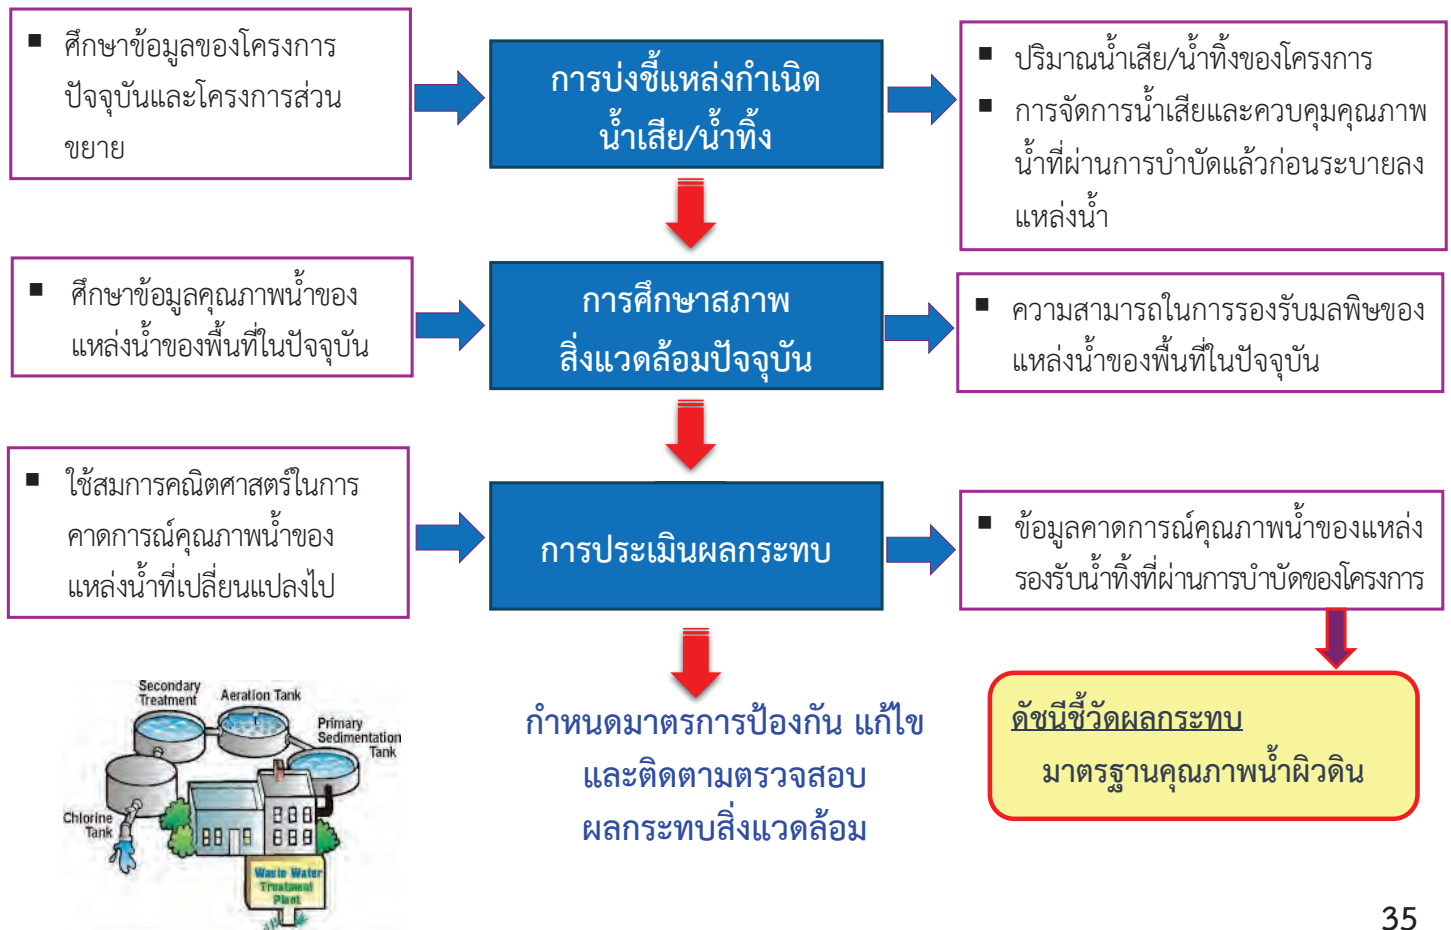 ▪ ศึกษาข้อมูลของโครงการ
ปัจจุบันและโครงการส่วน
ขยาย
การบ่งชี้แหล่งกำเนิด
น้ำเสีย/น้ำทิ้ง
▪ ปริมาณน้ำเสีย/น้ำทิ้งของโครงการ
▪ การจัดการน้ำเสียและควบคุมคุณภาพ
น้ำที่ผ่านการบำบัดแล้วก่อนระบายลง
แหล่งน้ำ
▪ ศึกษาข้อมูลคุณภาพน้ำของ
แหล่งน้ำของพื้นที่ในปัจจุบัน
การศึกษาสภาพ
สิ่งแวดล้อมปัจจุบัน
▪ ความสามารถในการรองรับมลพิษของ
แหล่งน้ำของพื้นที่ในปัจจุบัน
▪ ใช้สมการคณิตศาสตร์ในการ
คาดการณ์คุณภาพน้ำของ
แหล่งน้ำที่เปลี่ยนแปลงไป
การประเมินผลกระทบ
▪ ข้อมูลคาดการณ์คุณภาพน้ำของแหล่ง
รองรับน้ำทิ้งที่ผ่านการบำบัดของโครงการ
กำหนดมาตรการป้องกัน แก้ไข
และติดตามตรวจสอบ
ผลกระทบสิ่งแวดล้อม
ดัชนีชี้วัดผลกระทบ
มาตรฐานคุณภาพน้ำผิวดิน
Secondary
Treatment
Aeration Tank
Primary
Sedimentation
Tank
Chlorine
Tank
Waste Water
Treatment
Plant
35